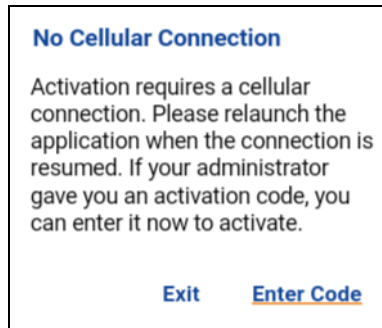 No Cellular Connection
Activation requires a cellular
connection. Please relaunch the
application when the connection is
resumed. If your administrator
gave you an activation code, you
can enter it now to activate.
Exit Enter Code